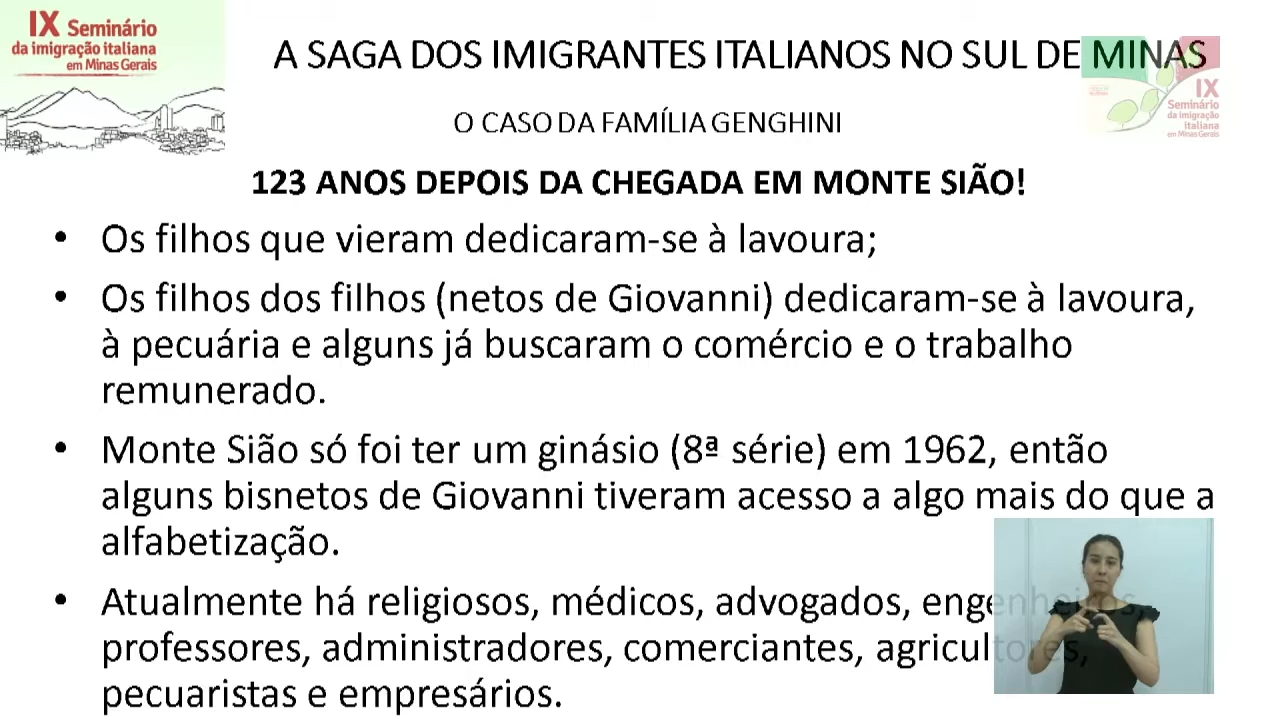 IX Seminário
da imigração italiana
em Minas Gerais
A SAGA DOS IMIGRANTES ITALIANOS NO SUL DE MINAS
IX
Seminário
da imigração
italiana
em Minas Gerais
O CASO DA FAMÍLIA GENGHINI
123 ANOS DEPOIS DA CHEGADA EM MONTE SIÃO!
• Os filhos que vieram dedicaram-se à lavoura;
• Os filhos dos filhos (netos de Giovanni) dedicaram-se à lavoura,
à pecuária e alguns já buscaram o comércio e o trabalho
remunerado.
• Monte Sião só foi ter um ginásio (8ª série) em 1962, então
alguns bisnetos de Giovanni tiveram acesso a algo mais do que a
alfabetização.
• Atualmente há religiosos, médicos, advogados, engenheiros,
professores, administradores, comerciantes, agricultores,
pecuaristas e empresários.